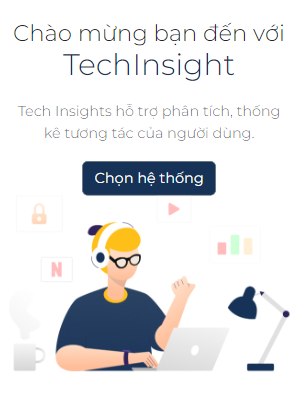 Chào mừng bạn đến với
TechInsight
Tech Insights hỗ trợ phân tích, thống
kê tương tác của người dùng.
Chọn hệ thống
N